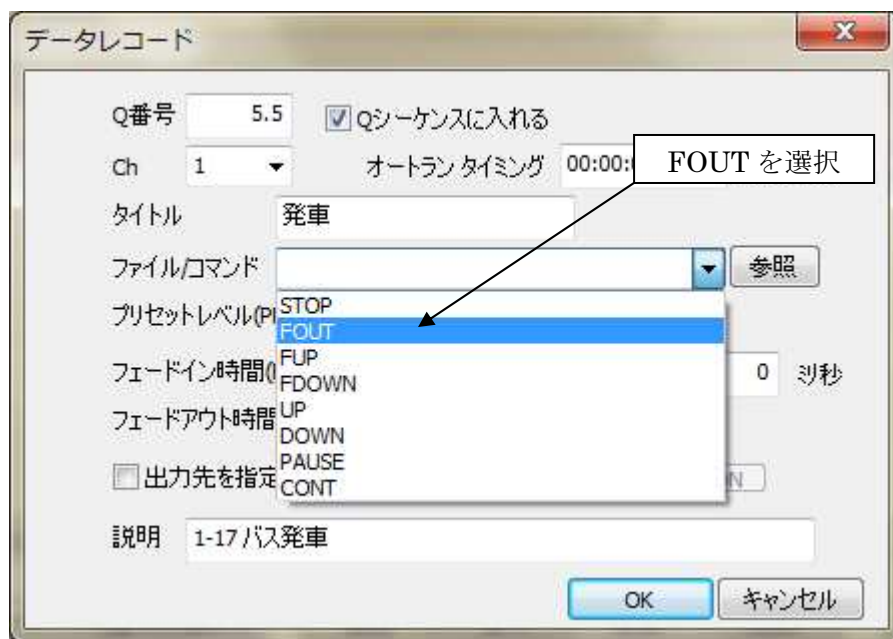 データレコード
Q番号 5.5 Qシーケンスに入れる
Ch 1 オートラン タイミング 00:00:
FOUT を選択
タイトル 発車
ファイル/コマンド 参照
プリセットレベル(P
STOP
FOUT
フェードイン時間( 0 ミリ秒
FUP
FDOWN
フェードアウト時間
UP
DOWN
PAUSE
出力先を指定 N
CONT
説明 1-17 バス発車
OK キャンセル